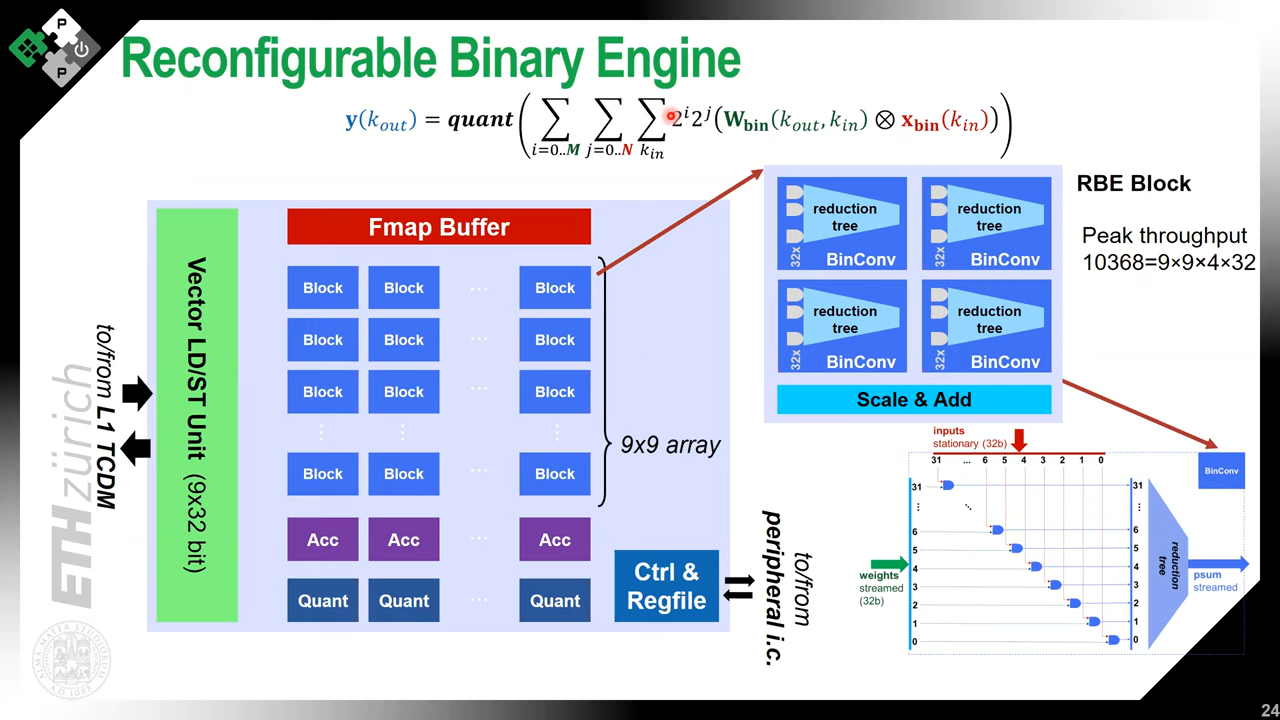 P
P
Reconfigurable Binary Engine
y(k_out) = quant(∑_{i=0..M} ∑_{j=0..N} ∑_{k_in} 2^i 2^j (W_bin(k_out, k_in) ⊗ x_bin(k_in)))
RBE Block
Peak throughput
10368=9×9×4×32
Vector LD/ST Unit (9x32 bit)
to/from L1 TCDM
Fmap Buffer
Block Block ... Block
Block Block ... Block
Block Block ... Block
Block Block ... Block
9x9 array
Acc Acc ... Acc
Quant Quant ... Quant
Ctrl &
Regfile
to/from
peripheral i.c.
reduction
tree
32x
BinConv
reduction
tree
32x
BinConv
reduction
tree
32x
BinConv
reduction
tree
32x
BinConv
Scale & Add
inputs
stationary (32b)
31 ... 6 5 4 3 2 1 0
BinConv
31
6
5
4
3
2
1
0
weights
streamed
(32b)
31
6
5
4
3
2
1
0
reduction
tree
psum
streamed
ETH zürich
ALMA MATER STUDIORUM
A.D. 1088
24